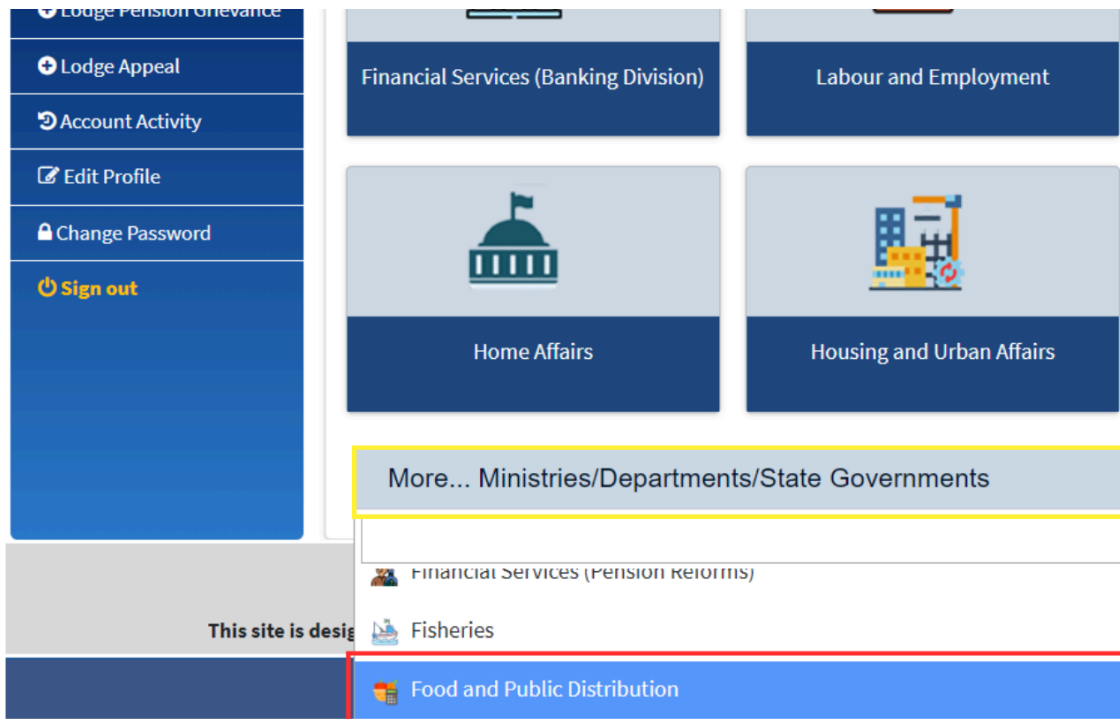 Lodge Pension Grievance
Lodge Appeal
Account Activity
Edit Profile
Change Password
Sign out
Financial Services (Banking Division)
Labour and Employment
Home Affairs
Housing and Urban Affairs
More... Ministries/Departments/State Governments
Financial Services (Pension Reforms)
Fisheries
Food and Public Distribution
This site is desig